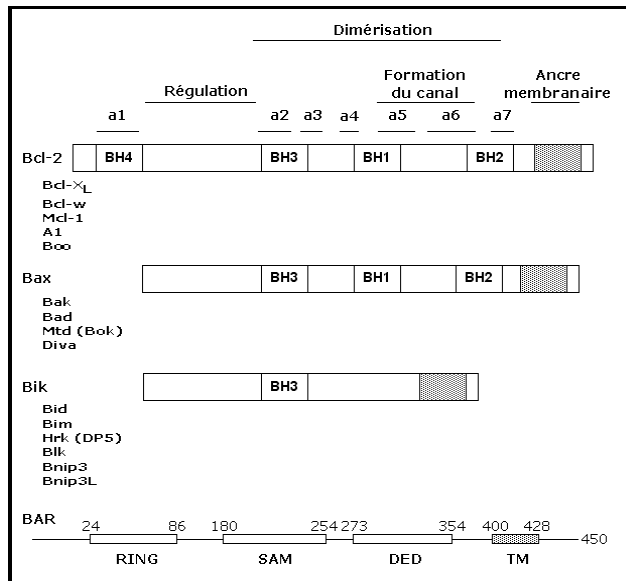 Dimérisation
Formation
du canal
Ancre
membranaire
Régulation
a1 a2 a3 a4 a5 a6 a7
Bcl-2 BH4 BH3 BH1 BH2
Bcl-XL
Bcl-w
Mcl-1
A1
Boo
Bax BH3 BH1 BH2
Bak
Bad
Mtd (Bok)
Diva
Bik BH3
Bid
Bim
Hrk (DP5)
Blk
Bnip3
Bnip3L
BAR
24 86 180 254 273 354 400 428 450
RING SAM DED TM